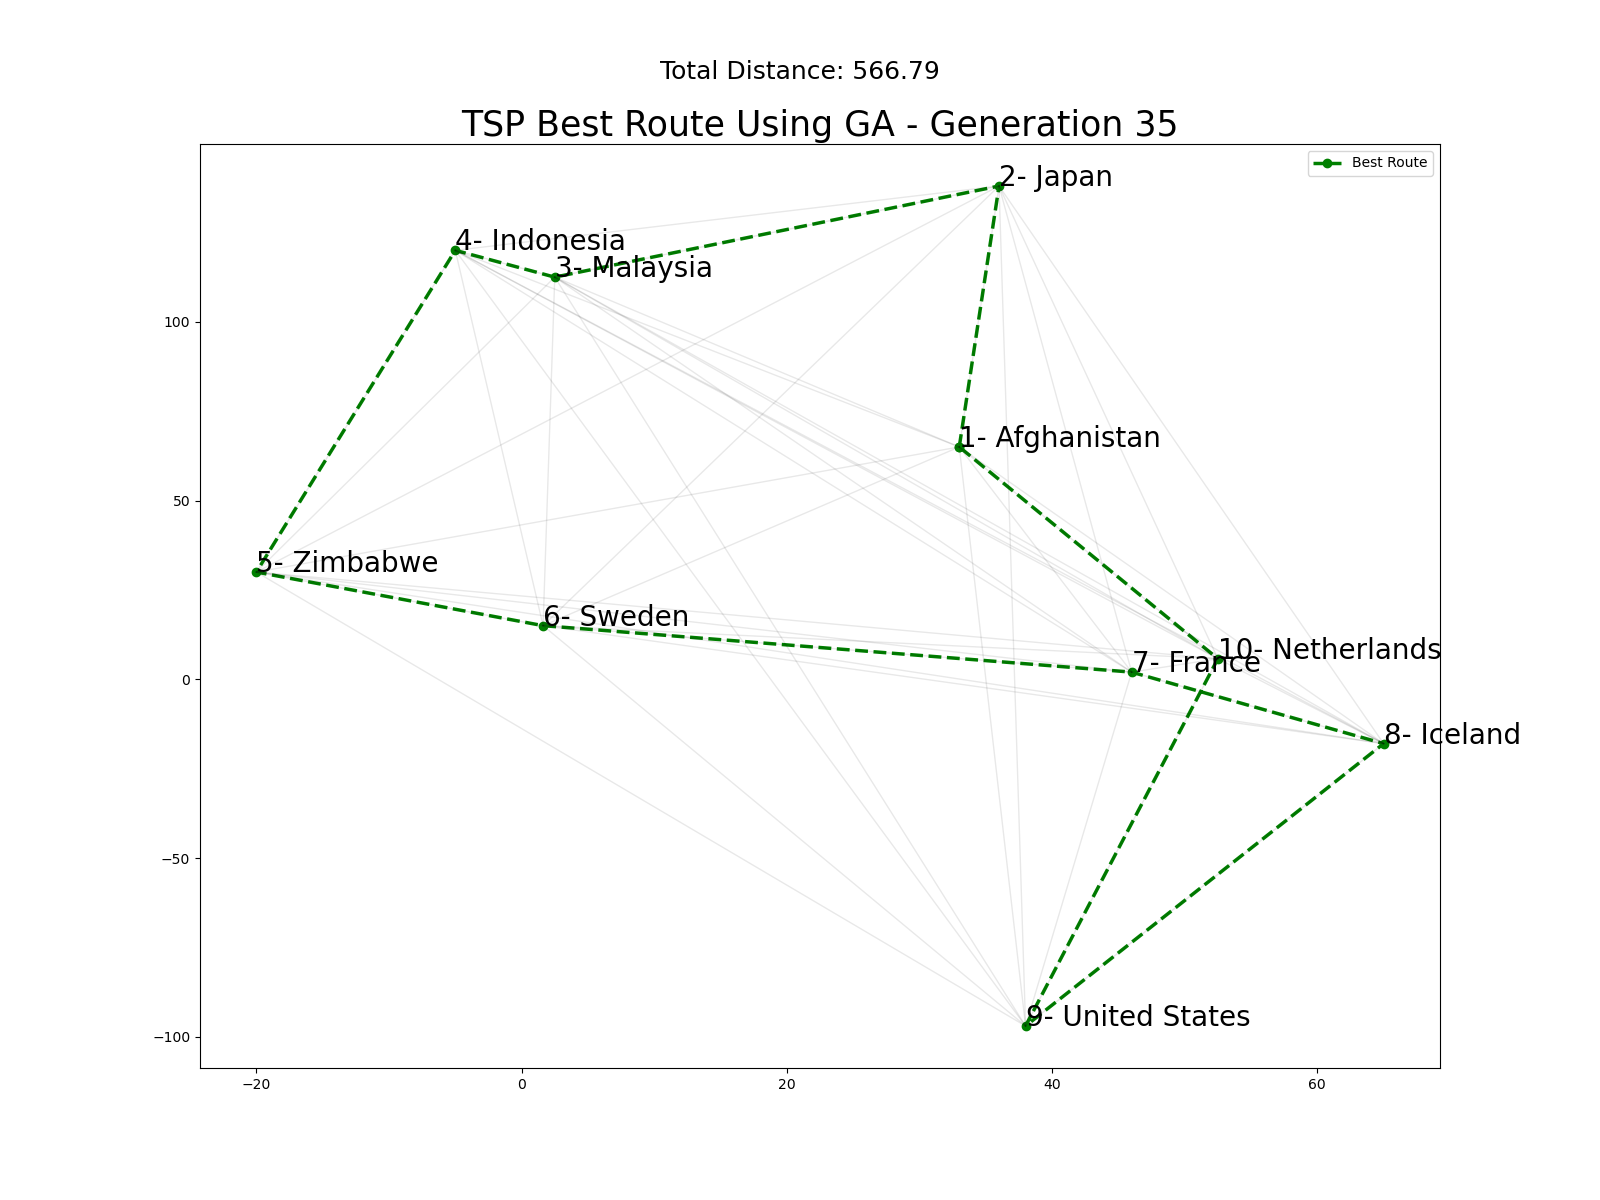 Total Distance: 566.79
TSP Best Route Using GA - Generation 35
Best Route
2- Japan
4- Indonesia
3- Malaysia
100
1- Afghanistan
50
5- Zimbabwe
6- Sweden
10- Netherlands
7- France
0
8- Iceland
−50
9- United States
−100
−20 0 20 40 60